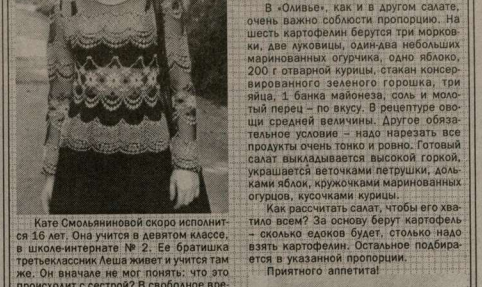 Кате Смольяниновой скоро исполнит-
ся 16 лет. Она учится в девятом классе,
в школе-интернате № 2. Ее братишка
третьеклассник Леша живет и учится там
же. Он вначале не мог понять: что это
происходит с сестрой? В свободное вре-
В «Оливье», как и в другом салате,
очень важно соблюсти пропорцию. На
шесть картофелин берутся три морков-
ки, две луковицы, один-два небольших
маринованных огурчика, одно яблоко,
200 г отварной курицы, стакан консер-
вированного зеленого горошка, три
яйца, 1 банка майонеза, соль и моло-
тый перец – по вкусу. В рецептуре ово-
щи средней величины. Другое обяза-
тельное условие – надо нарезать все
продукты очень тонко и ровно. Готовый
салат выкладывается высокой горкой,
украшается веточками петрушки, доль-
ками яблок, кружочками маринованных
огурцов, кусочками курицы.
Как рассчитать салат, чтобы его хва-
тило всем? За основу берут картофель
– сколько едоков будет, столько надо
взять картофелин. Остальное подбира-
ется в указанной пропорции.
Приятного аппетита!